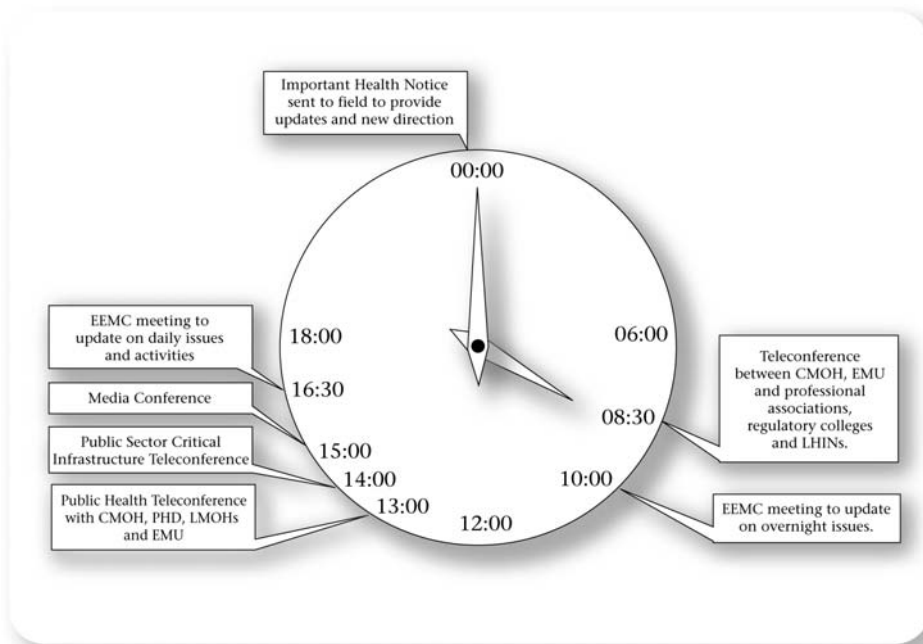 Important Health Notice
sent to field to provide
updates and new direction
00:00
06:00
08:30
10:00
12:00
13:00
14:00
15:00
16:30
18:00
Teleconference
between CMOH, EMU
and professional
associations,
regulatory colleges
and LHINs.
EEMC meeting to update
on overnight issues.
Public Health Teleconference
with CMOH, PHD, LMOHs
and EMU
Public Sector Critical
Infrastructure Teleconference
Media Conference
EEMC meeting to
update on daily issues
and activities